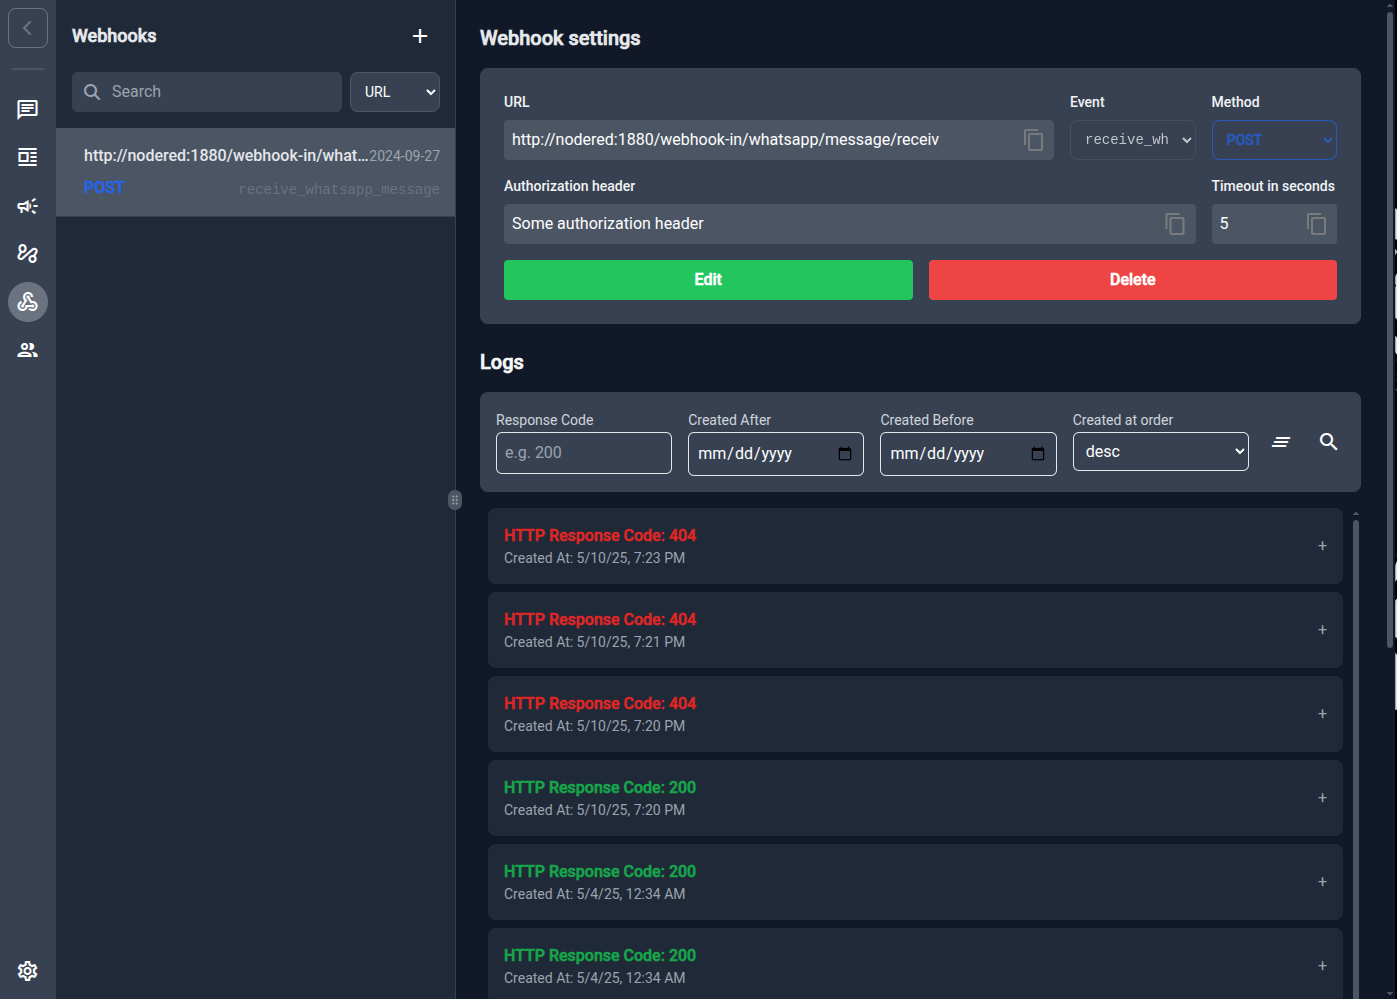 Webhooks
Search
URL
http://nodered:1880/webhook-in/what...
2024-09-27
POST
receive_whatsapp_message
Webhook settings
URL
Event
Method
http://nodered:1880/webhook-in/whatsapp/message/receiv
receive_wh
POST
Authorization header
Timeout in seconds
Some authorization header
5
Edit
Delete
Logs
Response Code
Created After
Created Before
Created at order
e.g. 200
mm/dd/yyyy
mm/dd/yyyy
desc
HTTP Response Code: 404
Created At: 5/10/25, 7:23 PM
+
HTTP Response Code: 404
Created At: 5/10/25, 7:21 PM
+
HTTP Response Code: 404
Created At: 5/10/25, 7:20 PM
+
HTTP Response Code: 200
Created At: 5/10/25, 7:20 PM
+
HTTP Response Code: 200
Created At: 5/4/25, 12:34 AM
+
HTTP Response Code: 200
Created At: 5/4/25, 12:34 AM
+